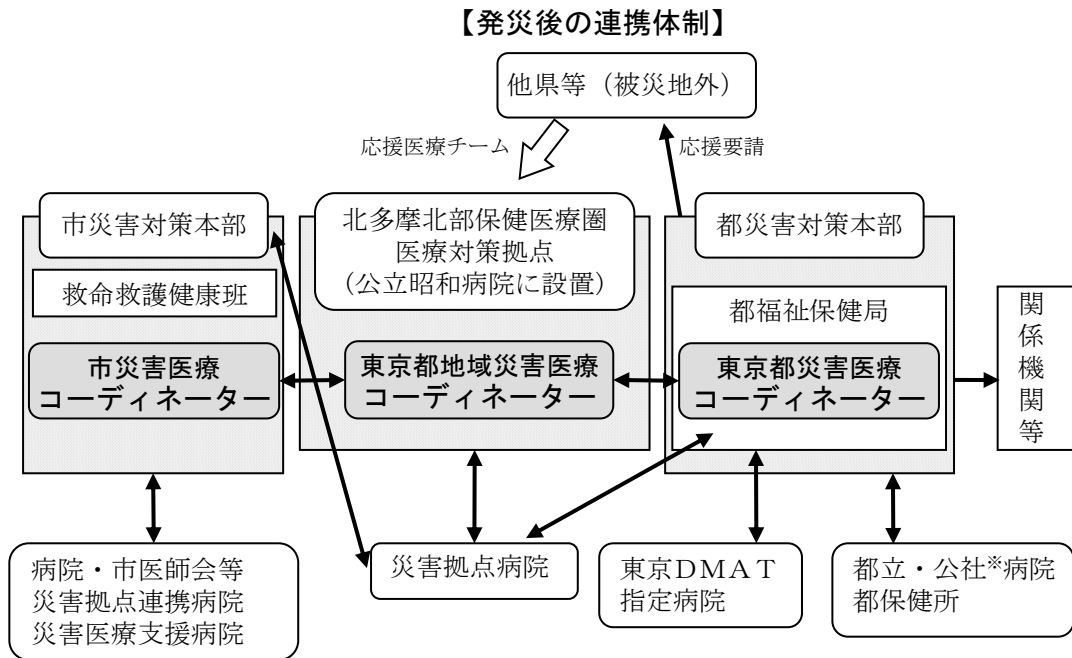 【発災後の連携体制】
他県等（被災地外）
応援医療チーム
応援要請
市災害対策本部
北多摩北部保健医療圏
医療対策拠点
（公立昭和病院に設置）
都災害対策本部
救命救護健康班
都福祉保健局
市災害医療
コーディネーター
東京都地域災害医療
コーディネーター
東京都災害医療
コーディネーター
関係機関等
病院・市医師会等
災害拠点連携病院
災害医療支援病院
災害拠点病院
東京ＤＭＡＴ
指定病院
都立・公社※病院
都保健所